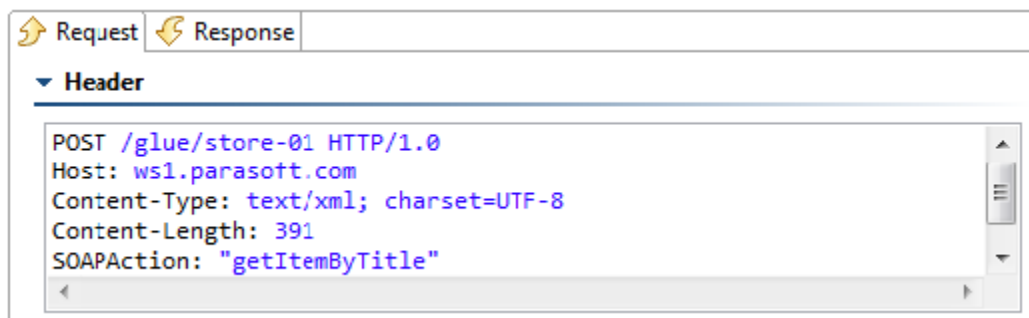 Request Response
Header
POST /glue/store-01 HTTP/1.0
Host: ws1.parasoft.com
Content-Type: text/xml; charset=UTF-8
Content-Length: 391
SOAPAction: "getItemByTitle"